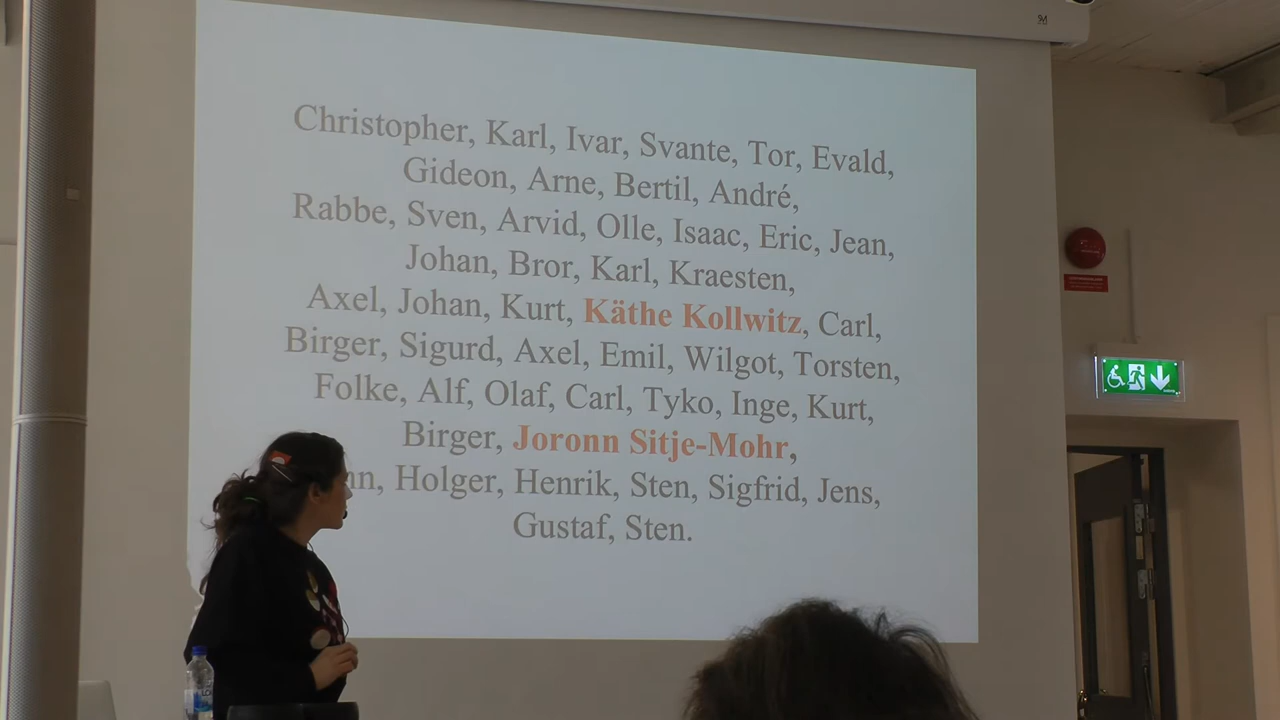 Christopher, Karl, Ivar, Svante, Tor, Evald,
Gideon, Arne, Bertil, André,
Rabbe, Sven, Arvid, Olle, Isaac, Eric, Jean,
Johan, Bror, Karl, Kraesten,
Axel, Johan, Kurt, Käthe Kollwitz, Carl,
Birger, Sigurd, Axel, Emil, Wilgot, Torsten,
Folke, Alf, Olaf, Carl, Tyko, Inge, Kurt,
Birger, Joronn Sitje-Mohr,
Holger, Henrik, Sten, Sigfrid, Jens,
Gustaf, Sten.